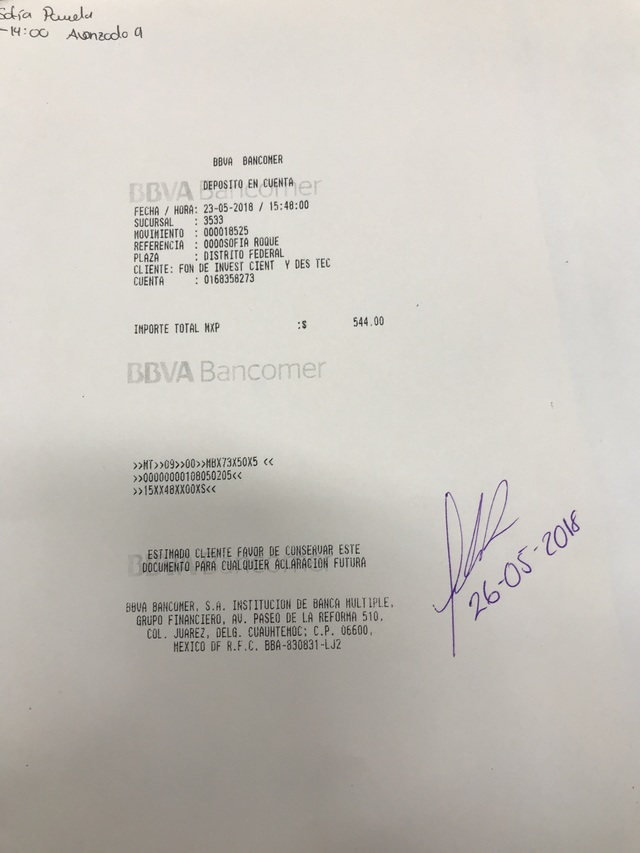 Sofía Pamela
-14:00 Avanzado 9
BBVA BANCOMER
BBVA Bancomer
DEPOSITO EN CUENTA
FECHA / HORA: 23-05-2018 / 15:48:00
SUCURSAL : 3533
MOVIMIENTO : 000018525
REFERENCIA : 0000SOFIA ROQUE
PLAZA : DISTRITO FEDERAL
CLIENTE: FON DE INVEST CIENT Y DES TEC
CUENTA : 0168358273
IMPORTE TOTAL MXP :$ 544.00
BBVA Bancomer
>>MT>>09>>00>>MBX73X50X5 <<
>>00000000108050205<<
>>15XX48XX00XS<<
ESTIMADO CLIENTE FAVOR DE CONSERVAR ESTE
DOCUMENTO PARA CUALQUIER ACLARACION FUTURA
BBVA Bancomer
26-05-2018
BBVA BANCOMER, S.A. INSTITUCION DE BANCA MULTIPLE,
GRUPO FINANCIERO, AV. PASEO DE LA REFORMA 510,
COL. JUAREZ, DELG. CUAUHTEMOC; C.P. 06600,
MEXICO DF R.F.C. BBA-830831-LJ2